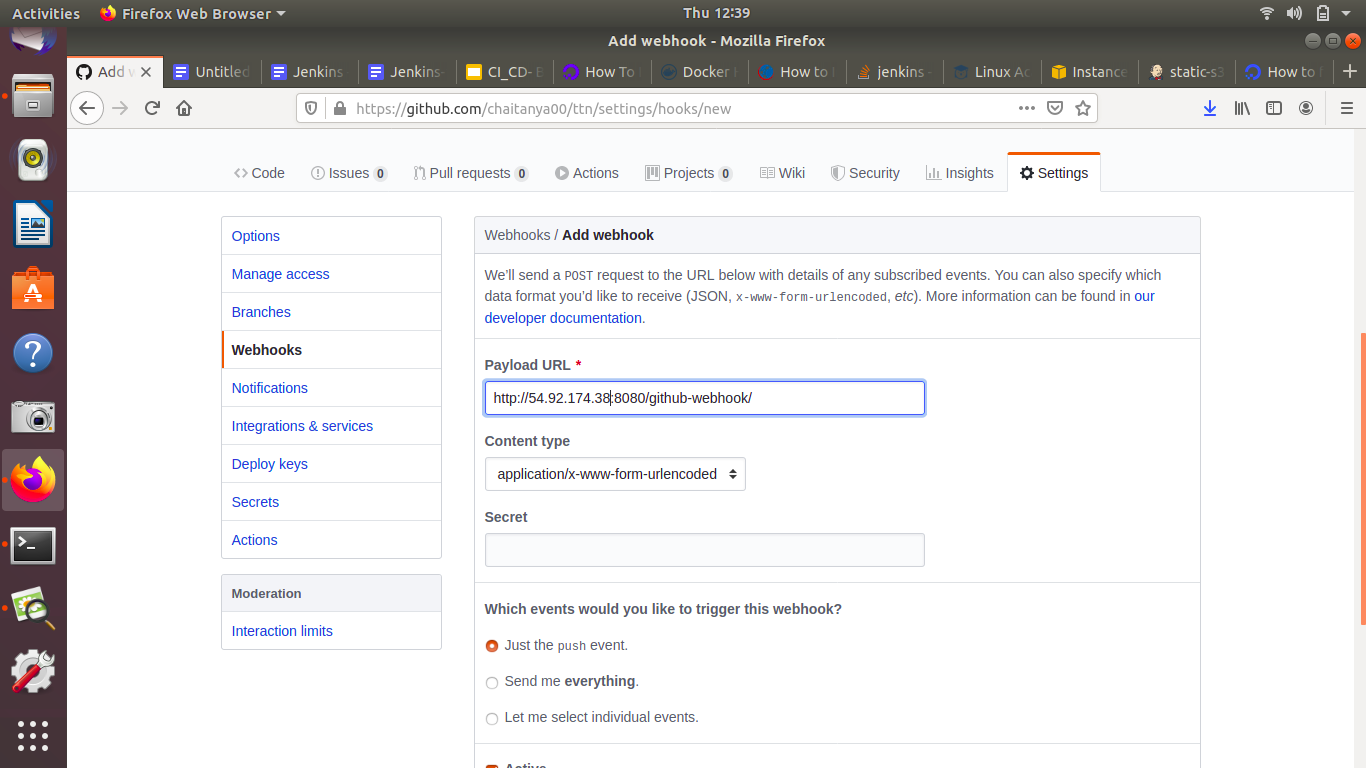 Activities Firefox Web Browser Thu 12:39
Add webhook - Mozilla Firefox
Add Untitled Jenkins Jenkins- CI_CD- How To Docker How to jenkins - Linux Instance static-s3 How to
https://github.com/chaitanya00/ttn/settings/hooks/new
Code Issues 0 Pull requests 0 Actions Projects 0 Wiki Security Insights Settings
Options
Manage access
Branches
Webhooks
Notifications
Integrations & services
Deploy keys
Secrets
Actions
Moderation
Interaction limits
Webhooks / Add webhook
We'll send a POST request to the URL below with details of any subscribed events. You can also specify which
data format you'd like to receive (JSON, x-www-form-urlencoded, etc). More information can be found in our
developer documentation.
Payload URL *
http://54.92.174.38:8080/github-webhook/
Content type
application/x-www-form-urlencoded
Secret
Which events would you like to trigger this webhook?
Just the push event.
Send me everything.
Let me select individual events.
Active